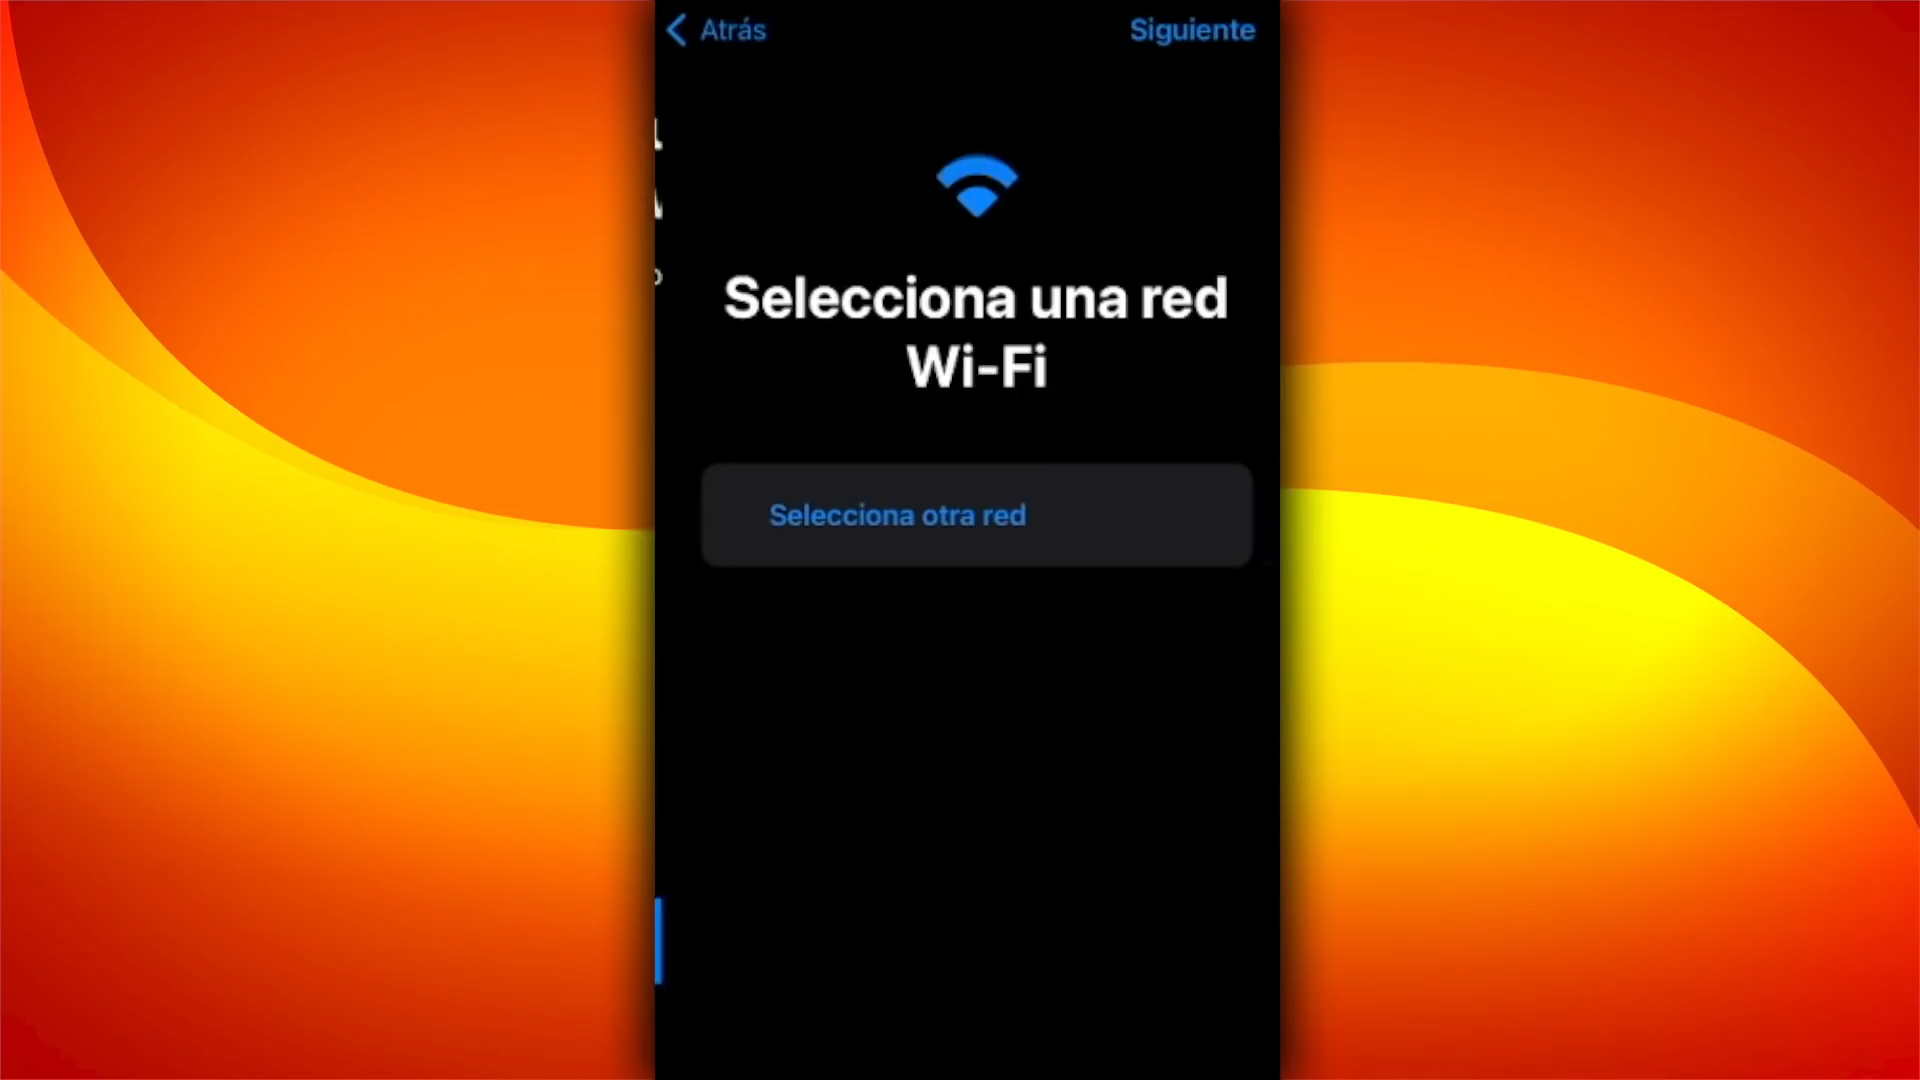 Atrás
Siguiente
Selecciona una red
Wi-Fi
Selecciona otra red